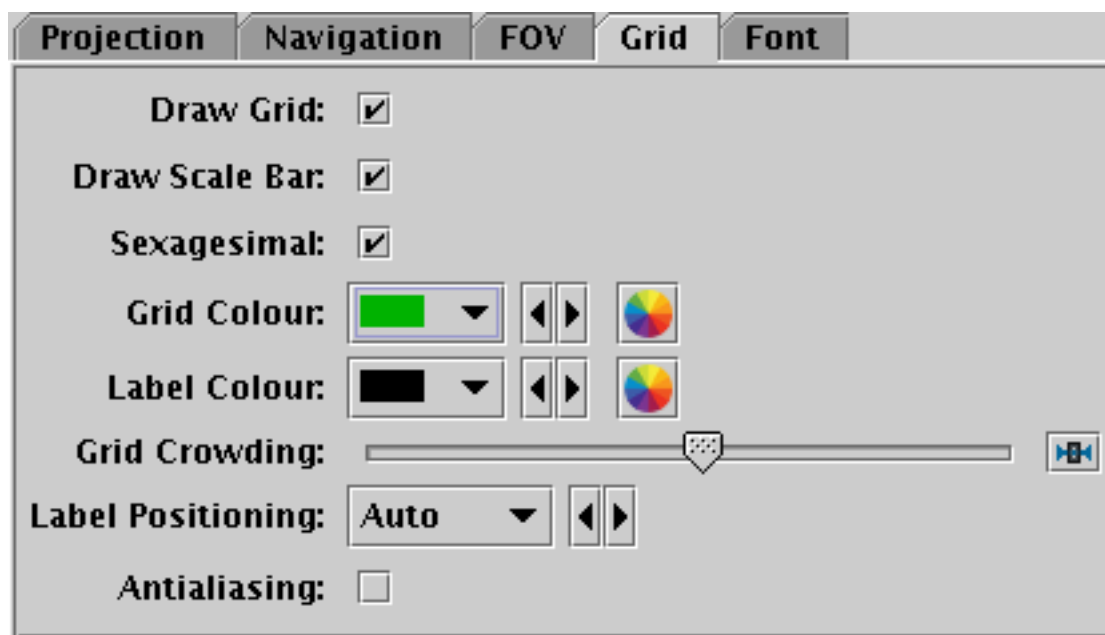 Projection Navigation FOV Grid Font
Draw Grid:
Draw Scale Bar:
Sexagesimal:
Grid Colour:
Label Colour:
Grid Crowding:
Label Positioning: Auto
Antialiasing: